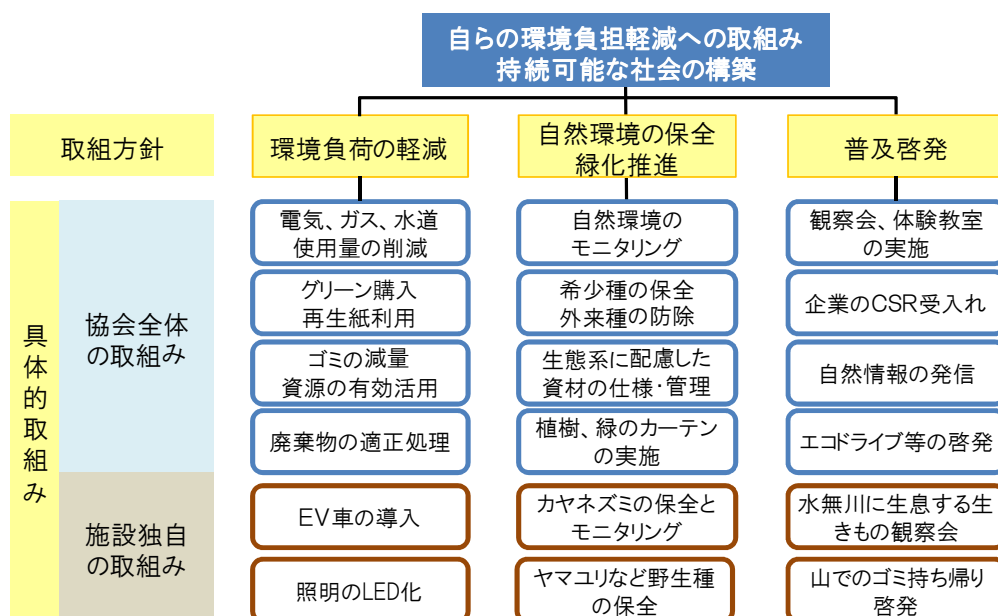 自らの環境負担軽減への取組み
持続可能な社会の構築
取組方針
環境負荷の軽減
自然環境の保全
緑化推進
普及啓発
具体的取組み
協会全体
の取組み
電気、ガス、水道
使用量の削減
自然環境の
モニタリング
観察会、体験教室
の実施
グリーン購入
再生紙利用
希少種の保全
外来種の防除
企業のCSR受入れ
ゴミの減量
資源の有効活用
生態系に配慮した
資材の仕様・管理
自然情報の発信
廃棄物の適正処理
植樹、緑のカーテン
の実施
エコドライブ等の啓発
施設独自
の取組み
EV車の導入
カヤネズミの保全と
モニタリング
水無川に生息する生
きもの観察会
照明のLED化
ヤマユリなど野生種
の保全
山でのゴミ持ち帰り
啓発